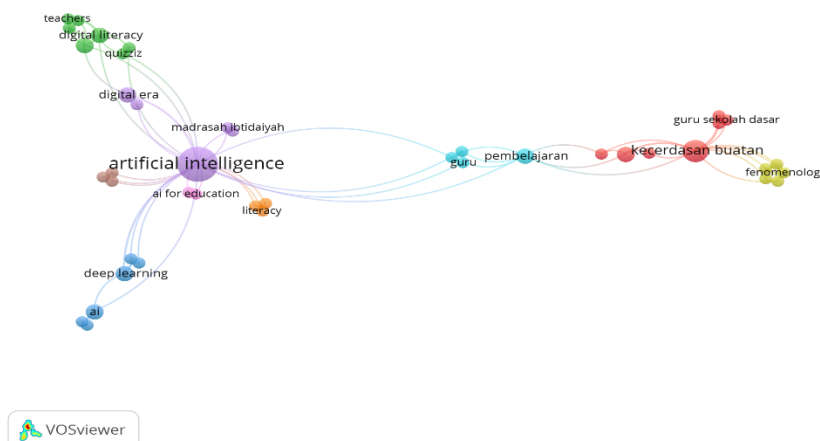 teachers
digital literacy
quizziz
digital era
madrasah ibtidaiyah
artificial intelligence
ai for education
literacy
deep learning
ai
guru
pembelajaran
guru sekolah dasar
kecerdasan buatan
fenomenolog
VOSviewer